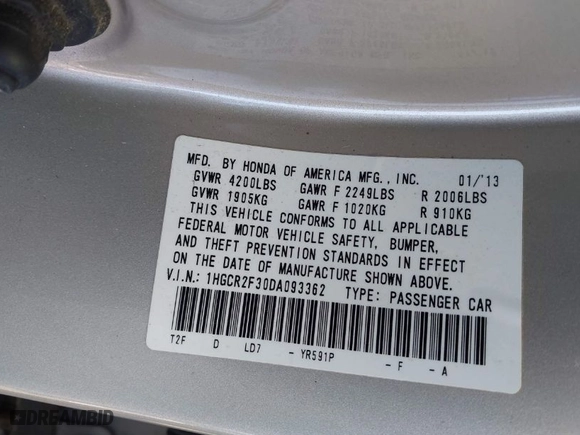 MFD. BY HONDA OF AMERICA MFG., INC. 01/'13
GVWR 4200LBS GAWR F 2249LBS R 2006LBS
GVWR 1905KG GAWR F 1020KG R 910KG
THIS VEHICLE CONFORMS TO ALL APPLICABLE
FEDERAL MOTOR VEHICLE SAFETY, BUMPER,
AND THEFT PREVENTION STANDARDS IN EFFECT
ON THE DATE OF MANUFACTURE SHOWN ABOVE.
V.I.N.: 1HGCR2F30DA093362 TYPE: PASSENGER CAR
T2F D LD7 - YR591P - F - A
DREAMBID